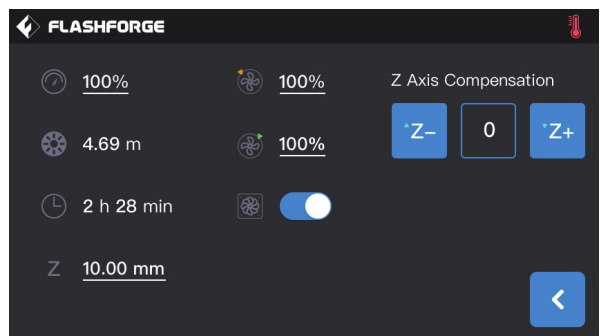 FLASHFORGE
100% 100% Z Axis Compensation
4.69 m 100% Z− 0 Z+
2 h 28 min
Z 10.00 mm